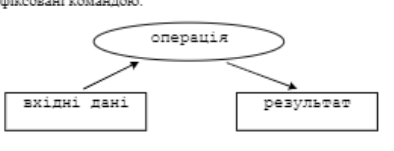 фіксовані командою.
операція
вхідні дані
результат